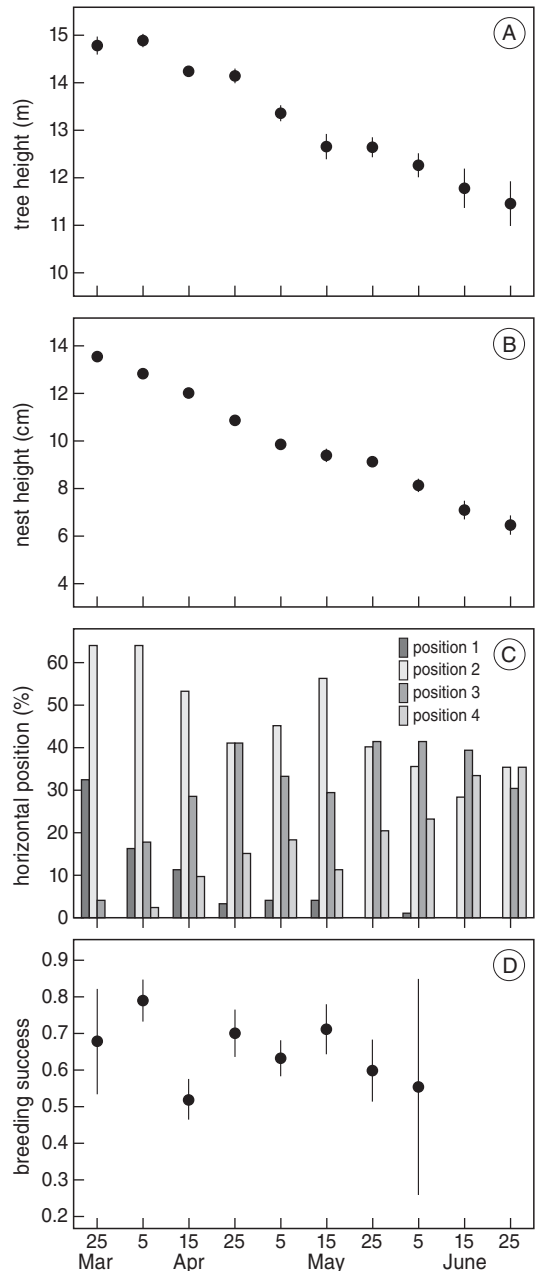 A
15
14
13
12
11
10
tree height (m)
B
14
12
10
8
6
4
nest height (cm)
C
position 1
position 2
position 3
position 4
60
50
40
30
20
10
0
horizontal position (%)
D
0.9
0.8
0.7
0.6
0.5
0.4
0.3
0.2
breeding success
25 5 15 25 5 15 25 5 15 25
Mar Apr May June